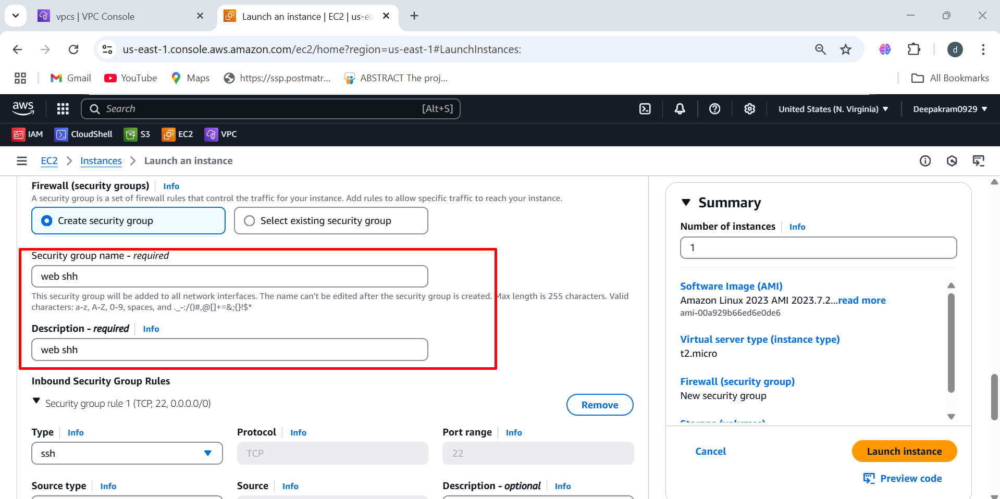 vpcs | VPC Console
Launch an instance | EC2 | us-ea
us-east-1.console.aws.amazon.com/ec2/home?region=us-east-1#LaunchInstances:
d
Gmail
YouTube
Maps
https://ssp.postmatr...
ABSTRACT The proj...
All Bookmarks
aws
Search
[Alt+S]
United States (N. Virginia)
Deepakram0929
IAM
CloudShell
S3
EC2
VPC
EC2
Instances
Launch an instance
Firewall (security groups)
Info
A security group is a set of firewall rules that control the traffic for your instance. Add rules to allow specific traffic to reach your instance.
Create security group
Select existing security group
Security group name - required
web shh
This security group will be added to all network interfaces. The name can't be edited after the security group is created. Max length is 255 characters. Valid
characters: a-z, A-Z, 0-9, spaces, and ._-:/()#,@[]+=&;{}!$*
Description - required
Info
web shh
Inbound Security Group Rules
Security group rule 1 (TCP, 22, 0.0.0.0/0)
Remove
Type
Info
Protocol
Info
Port range
Info
ssh
TCP
22
Source type
Info
Source
Info
Description - optional
Info
Summary
Number of instances
Info
1
Software Image (AMI)
Amazon Linux 2023 AMI 2023.7.2...read more
ami-00a929b66ed6e0de6
Virtual server type (instance type)
t2.micro
Firewall (security group)
New security group
Storage (volumes)
Cancel
Launch instance
Preview code